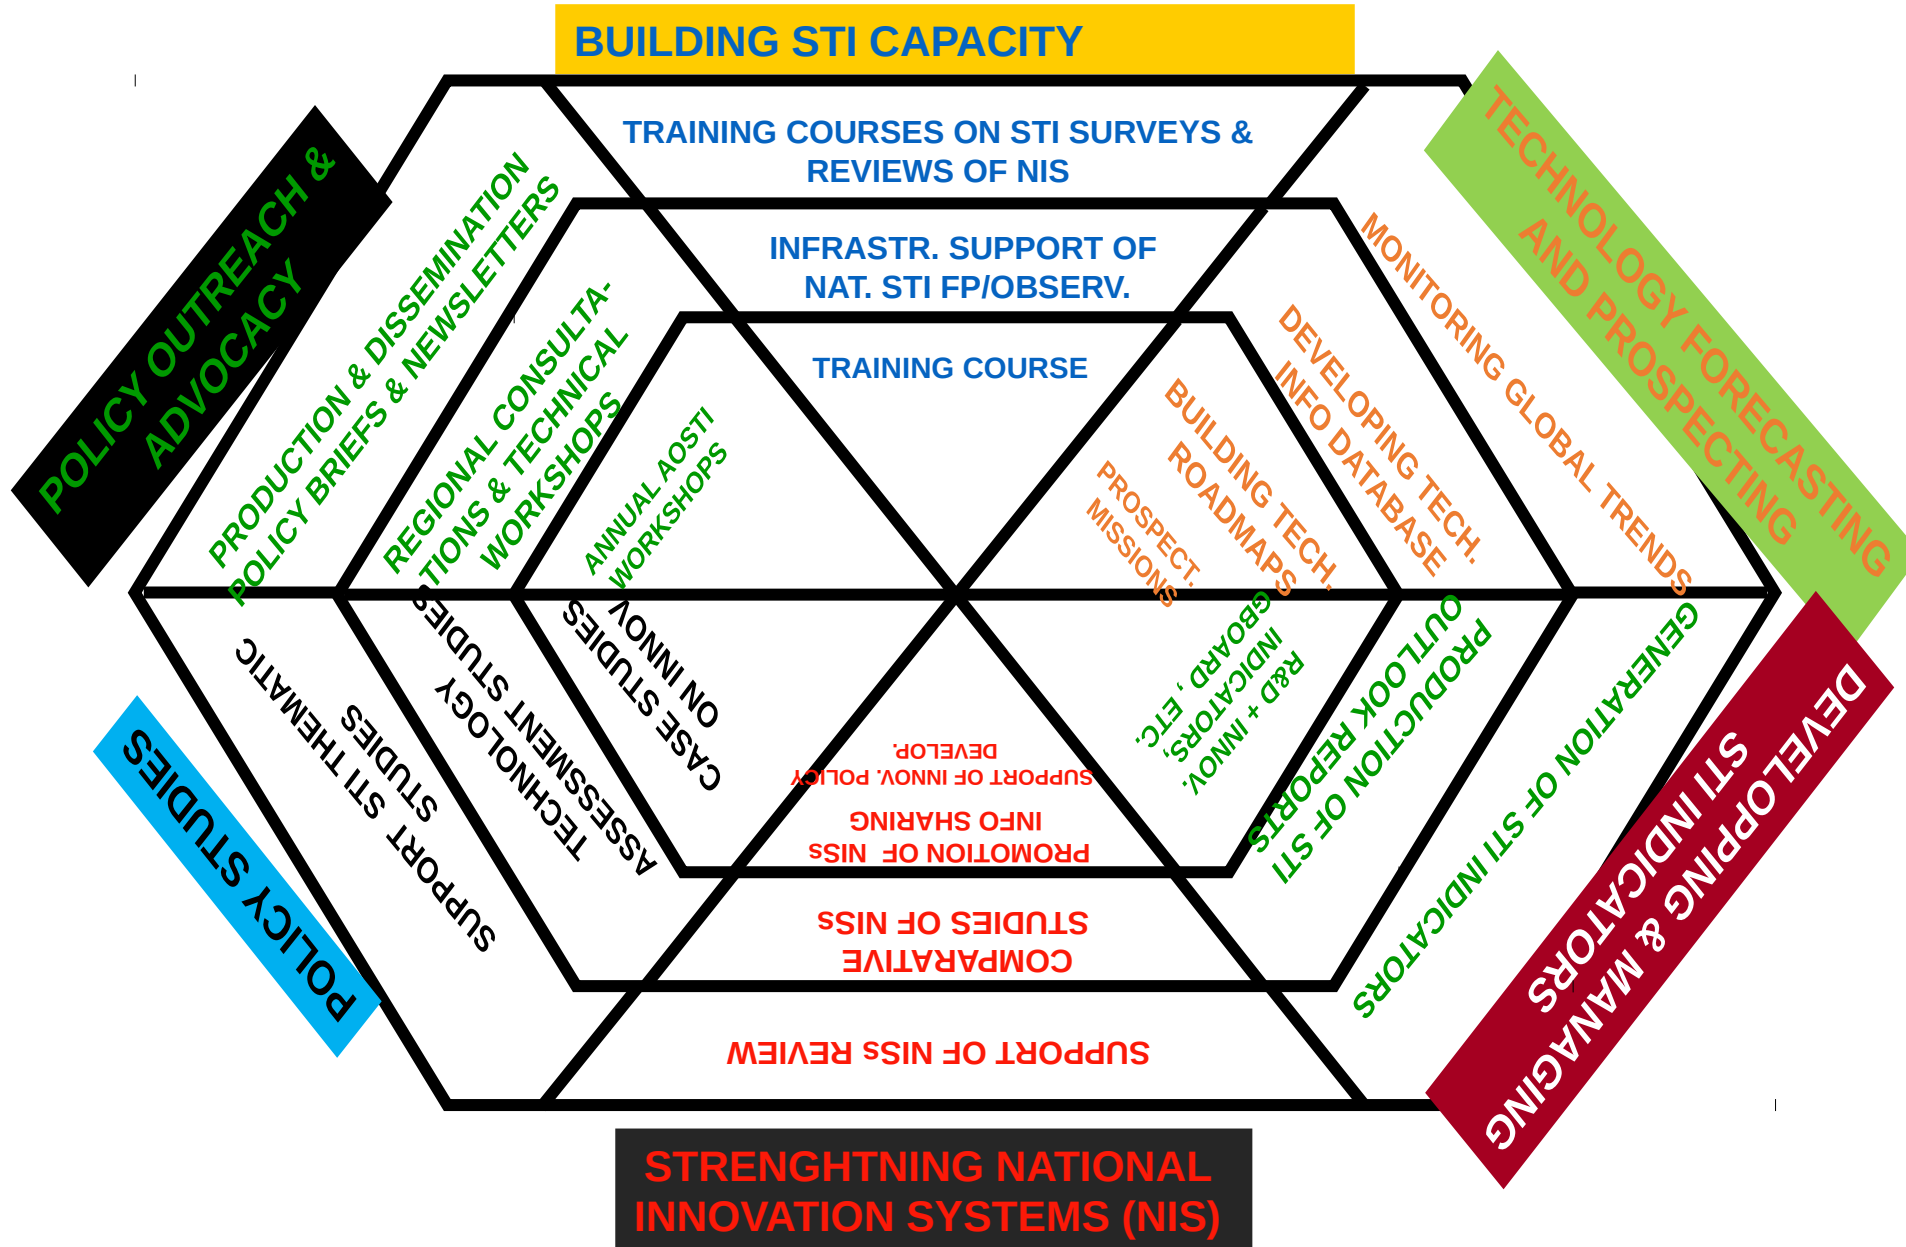 BUILDING STI CAPACITY
TRAINING COURSES ON STI SURVEYS &
REVIEWS OF NIS
INFRASTR. SUPPORT OF
NAT. STI FP/OBSERV.
TRAINING COURSE
TECHNOLOGY FORECASTING
AND PROSPECTING
MONITORING GLOBAL TRENDS
DEVELOPING TECH.
INFO DATABASE
BUILDING TECH.
ROADMAPS
PROSPECT.
MISSIONS
DEVELOPPING & MANAGING
STI INDICATORS
GENERATION OF STI INDICATORS
PRODUCTION OF STI
OUTLOOK REPORTS
R&D + INNOV.
INDICATORS,
GBOARD , ETC.
STRENGHTNING NATIONAL
INNOVATION SYSTEMS (NIS)
SUPPORT OF NISs REVIEW
COMPARATIVE
STUDIES OF NISs
PROMOTION OF  NISs
INFO SHARING
SUPPORT OF INNOV. POLICY
DEVELOP.
POLICY STUDIES
SUPPORT  STI THEMATIC
STUDIES
TECHNOLOGY
ASSESSMENT STUDIES
CASE STUDIES
ON INNOV
POLICY OUTREACH &
ADVOCACY
PRODUCTION & DISSEMINATION
POLICY BRIEFS & NEWSLETTERS
REGIONAL CONSULTA-
TIONS & TECHNICAL
WORKSHOPS
ANNUAL AOSTI
WORKSHOPS